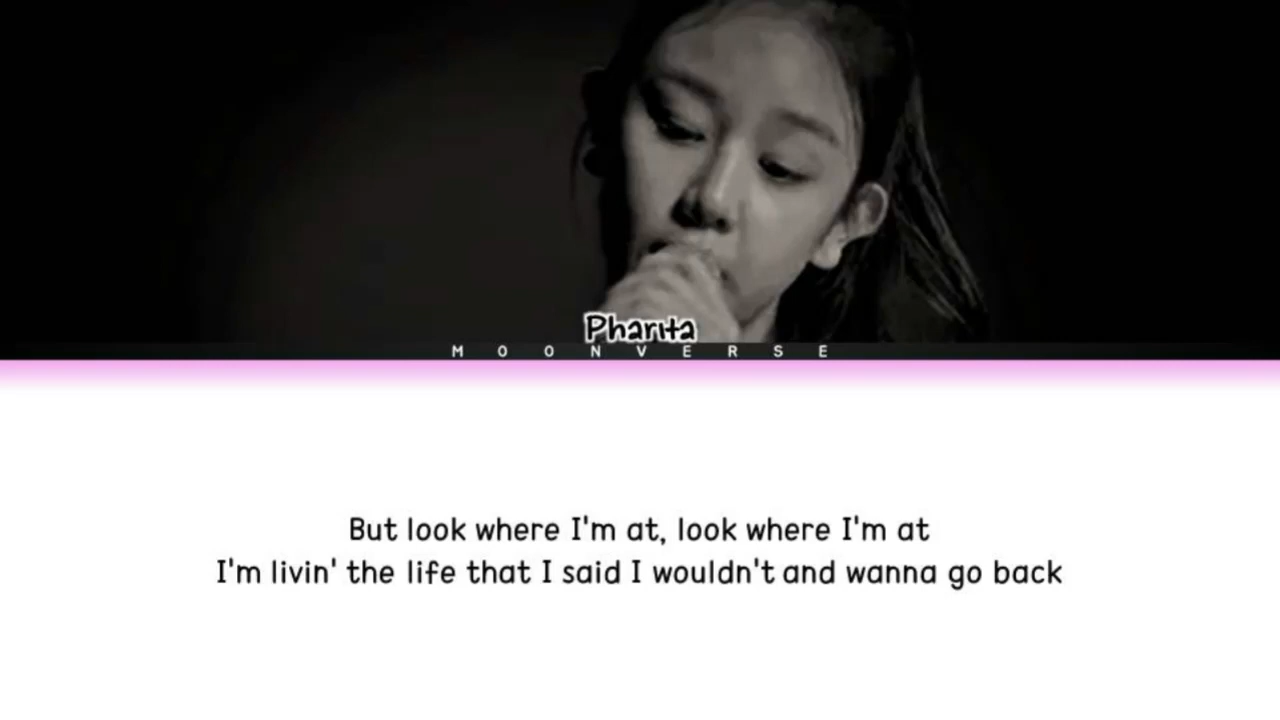 Pharita
M O O N V E R S E
But look where I'm at, look where I'm at
I'm livin' the life that I said I wouldn't and wanna go back